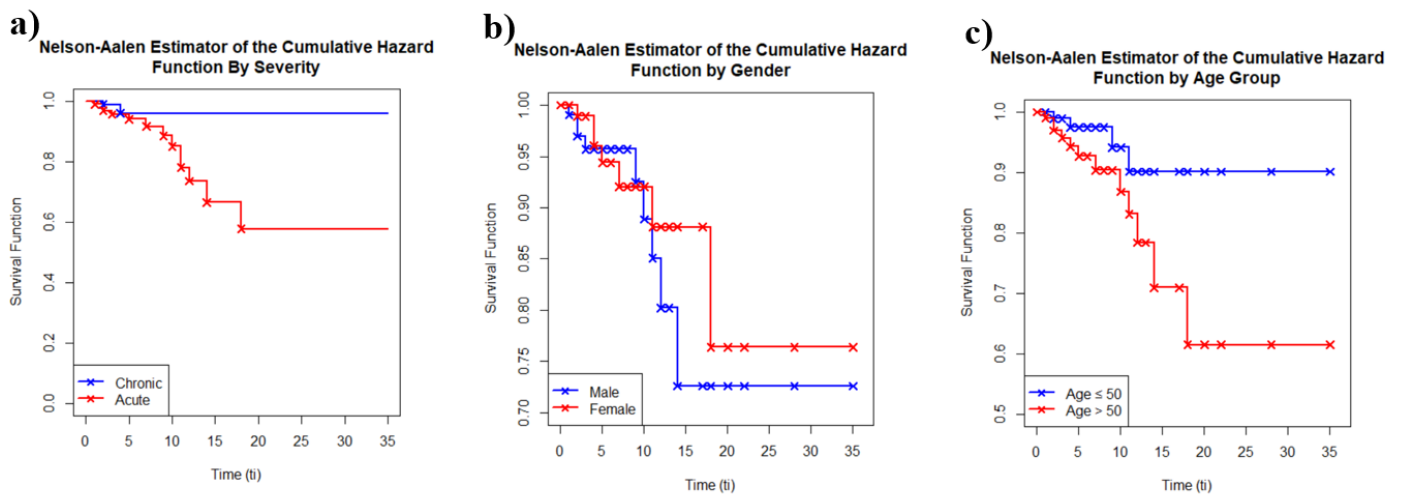 a)
Nelson-Aalen Estimator of the Cumulative Hazard
Function By Severity
Survival Function
1.0
0.8
0.6
0.4
0.2
0.0
Chronic
Acute
0 5 10 15 20 25 30 35
Time (ti)
b)
Nelson-Aalen Estimator of the Cumulative Hazard
Function by Gender
Survival Function
1.00
0.95
0.90
0.85
0.80
0.75
0.70
Male
Female
0 5 10 15 20 25 30 35
Time (ti)
c)
Nelson-Aalen Estimator of the Cumulative Hazard
Function by Age Group
Survival Function
1.0
0.9
0.8
0.7
0.6
0.5
Age ≤ 50
Age > 50
0 5 10 15 20 25 30 35
Time (ti)